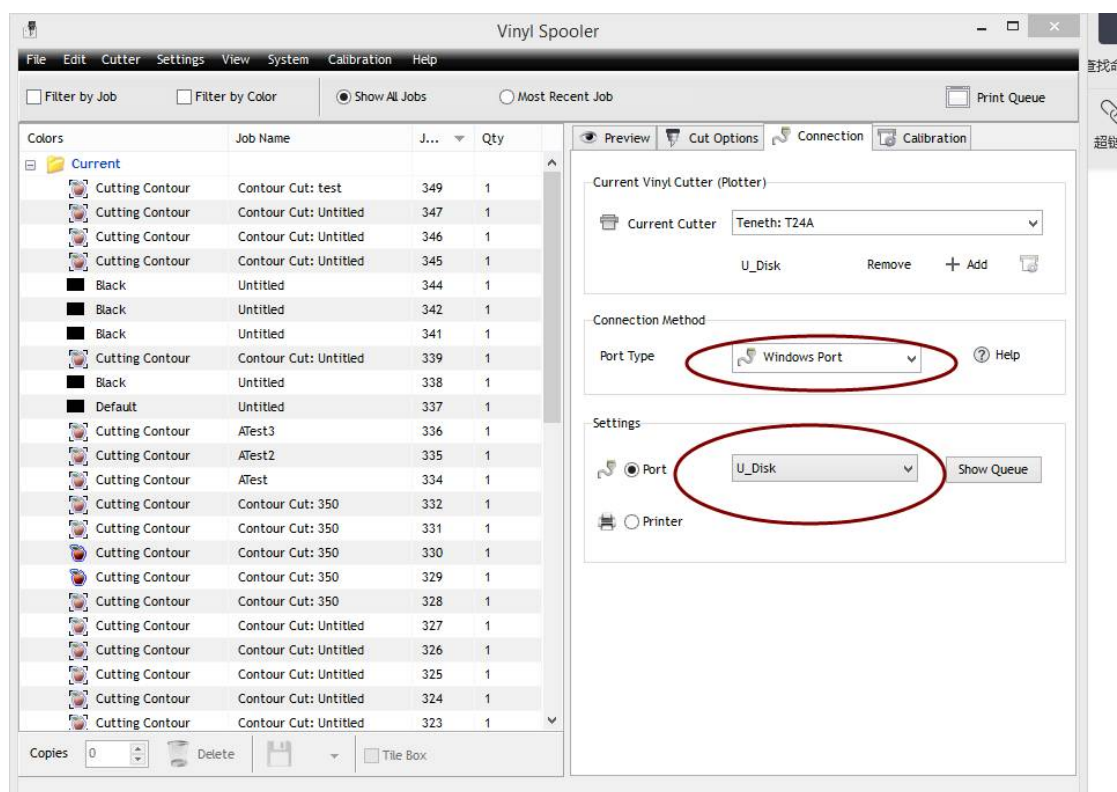 Vinyl Spooler
File Edit Cutter Settings View System Calibration Help
Filter by Job Filter by Color Show All Jobs Most Recent Job Print Queue
Colors Job Name J... Qty
Current
Cutting Contour Contour Cut: test 349 1
Cutting Contour Contour Cut: Untitled 347 1
Cutting Contour Contour Cut: Untitled 346 1
Cutting Contour Contour Cut: Untitled 345 1
Black Untitled 344 1
Black Untitled 342 1
Black Untitled 341 1
Cutting Contour Contour Cut: Untitled 339 1
Black Untitled 338 1
Default Untitled 337 1
Cutting Contour ATest3 336 1
Cutting Contour ATest2 335 1
Cutting Contour ATest 334 1
Cutting Contour Contour Cut: 350 332 1
Cutting Contour Contour Cut: 350 331 1
Cutting Contour Contour Cut: 350 330 1
Cutting Contour Contour Cut: 350 329 1
Cutting Contour Contour Cut: 350 328 1
Cutting Contour Contour Cut: Untitled 327 1
Cutting Contour Contour Cut: Untitled 326 1
Cutting Contour Contour Cut: Untitled 325 1
Cutting Contour Contour Cut: Untitled 324 1
Cutting Contour Contour Cut: Untitled 323 1
Copies 0 Delete Tile Box
Preview Cut Options Connection Calibration
Current Vinyl Cutter (Plotter)
Current Cutter Teneth: T24A
U_Disk Remove Add
Connection Method
Port Type Windows Port Help
Settings
Port U_Disk Show Queue
Printer
查找
超